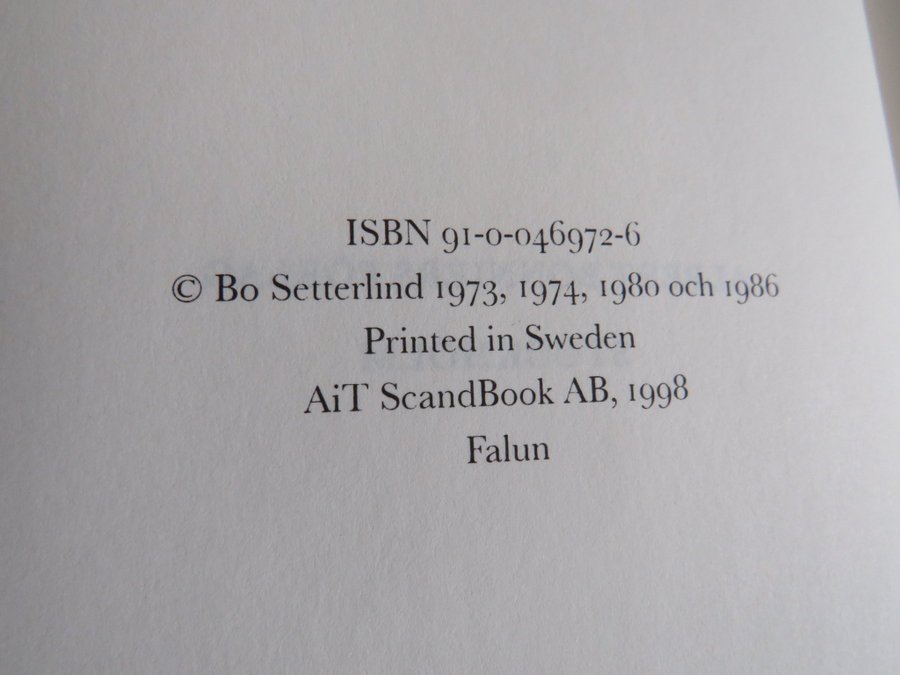 ISBN 91-0-046972-6
© Bo Setterlind 1973, 1974, 1980 och 1986
Printed in Sweden
AiT ScandBook AB, 1998
Falun